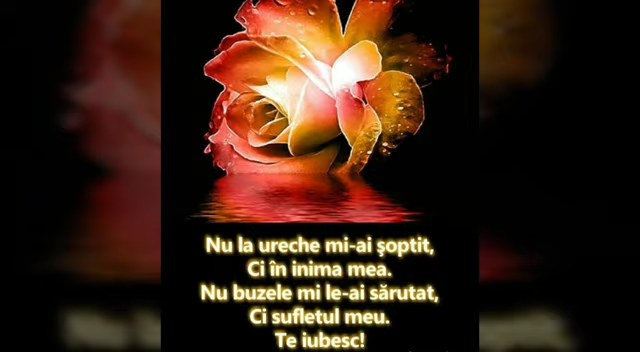 Nu la ureche mi-ai şoptit,
Ci în inima mea.
Nu buzele mi le-ai sărutat,
Ci sufletul meu.
Te iubesc!